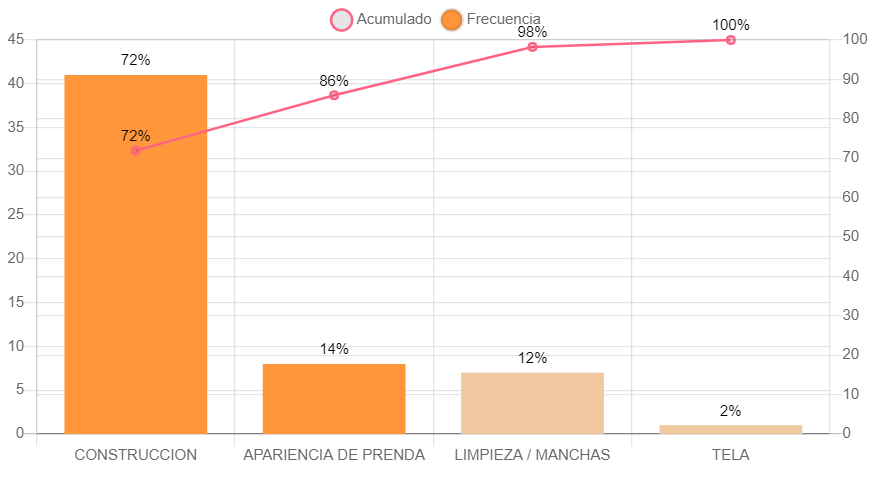 Acumulado Frecuencia
45 72% 86% 98% 100% 100
40 90
35 72% 80
30 70
25 60
20 50
15 40
10 14% 12% 30
5 2% 20
0 10
0
CONSTRUCCION APARIENCIA DE PRENDA LIMPIEZA / MANCHAS TELA